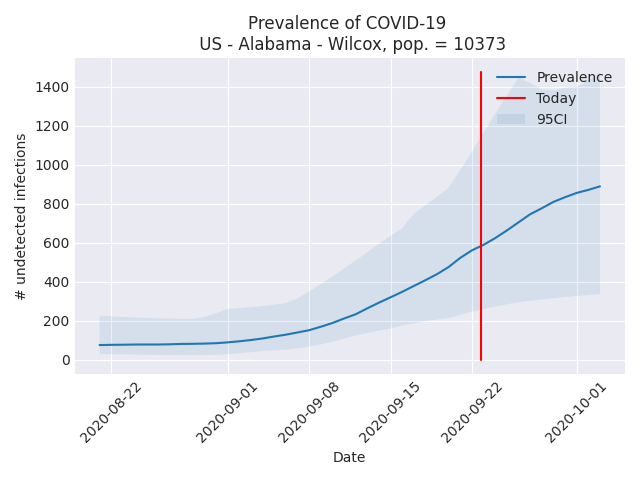 Prevalence of COVID-19
US - Alabama - Wilcox, pop. = 10373
Prevalence
Today
95CI
1400
1200
1000
800
600
400
200
0
# undetected infections
2020-08-22
2020-09-01
2020-09-08
2020-09-15
2020-09-22
2020-10-01
Date